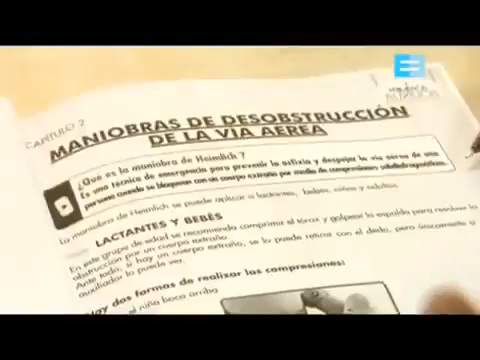 CAPÍTULO 2
MANIOBRAS DE DESOBSTRUCCIÓN
DE LA VIA AEREA
¿Que es la maniobra de Heimlich?
Es una tecnica de emergencia para prevenir la asfixia y despejar la via aerea de una
persona cuando se bloquea con un cuerpo extraño por medio de compresiones
La maniobra de Heimlich se puede aplicar a lactantes, bebés, niños y adultos.
LACTANTES Y BEBÉS
En este grupo de edad se recomienda comprimir el tórax y golpear la espalda para resolver la
obstrucción por un cuerpo extraño.
Ante todo, si hay un cuerpo extraño, se lo puede retirar con el dedo, pero únicamente si
auxiliador lo puede ver.
Hay dos formas de realizar las compresiones:
el niño boca arriba